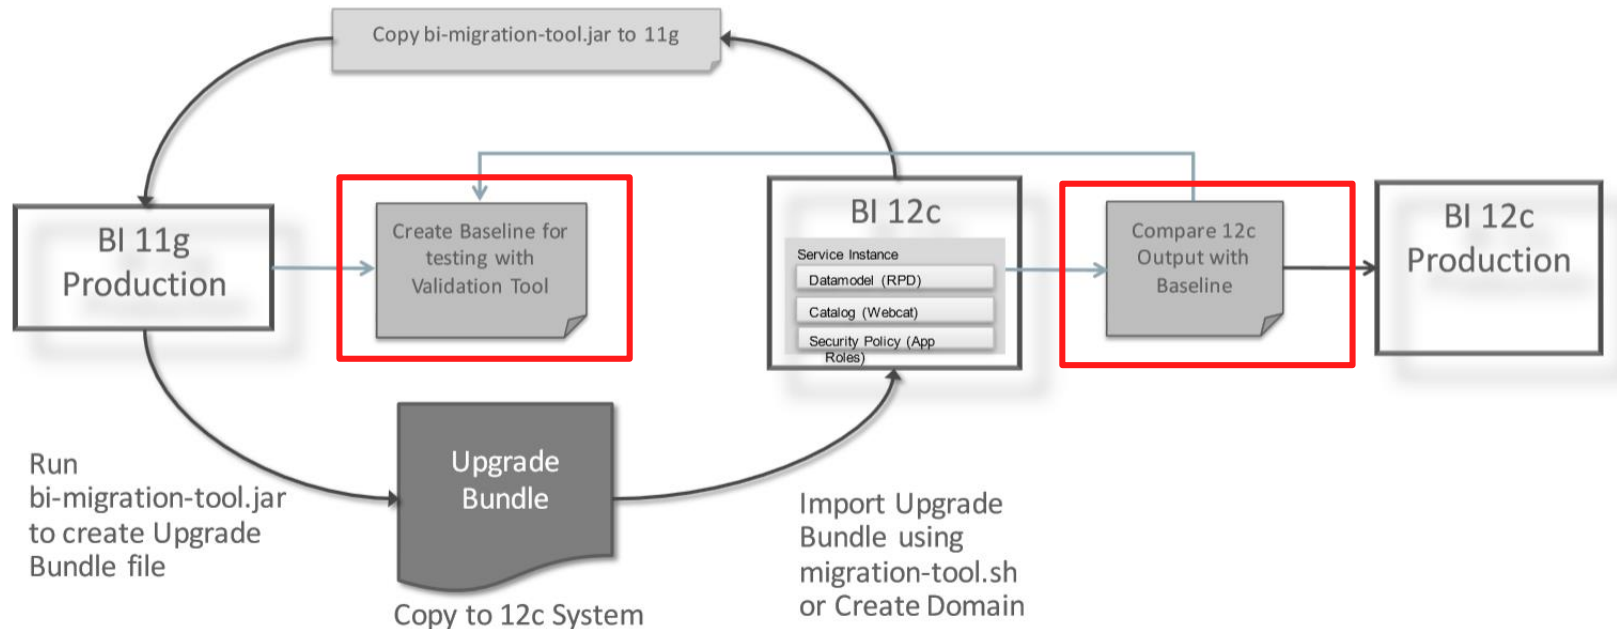 Copy bi-migration-tool.jar to 11g
BI 11g
Production
Create Baseline for
testing with
Validation Tool
BI 12c
Service Instance
Datamodel (RPD)
Catalog (Webcat)
Security Policy (App
Roles)
Compare 12c
Output with
Baseline
BI 12c
Production
Run
bi-migration-tool.jar
to create Upgrade
Bundle file
Upgrade
Bundle
Copy to 12c System
Import Upgrade
Bundle using
migration-tool.sh
or Create Domain